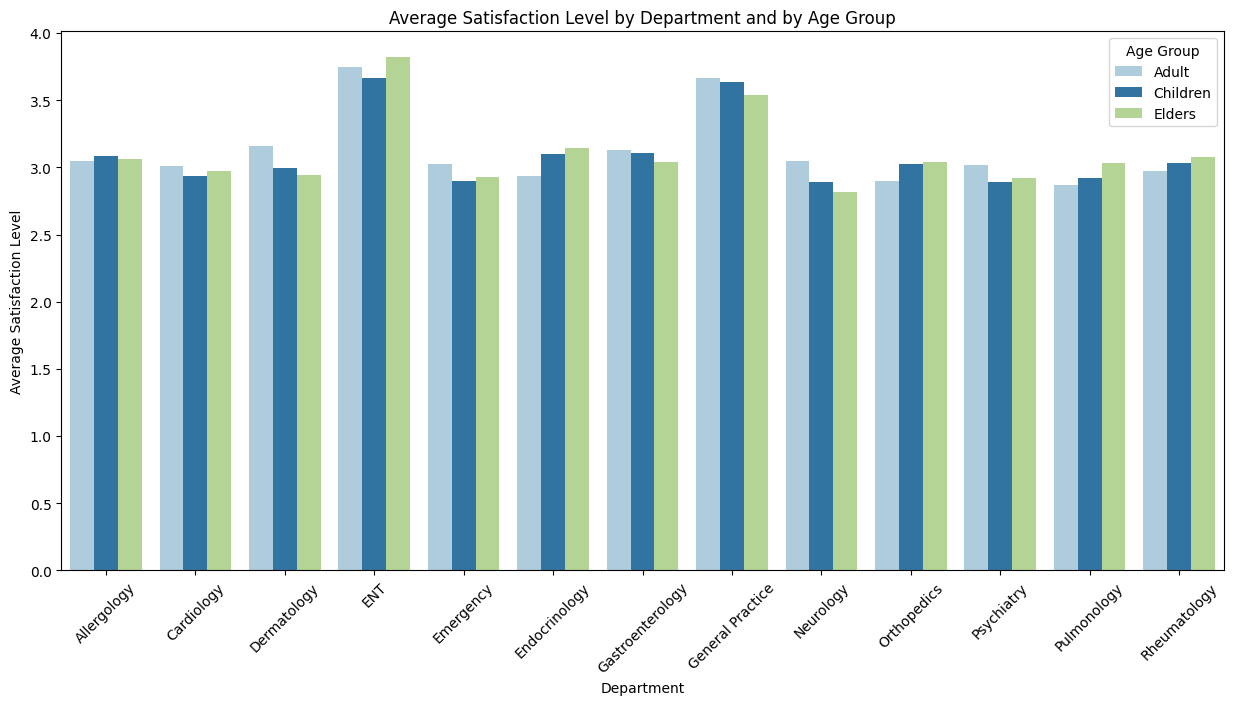 Average Satisfaction Level by Department and by Age Group
Average Satisfaction Level
4.0
3.5
3.0
2.5
2.0
1.5
1.0
0.5
0.0
Age Group
Adult
Children
Elders
Allergology
Cardiology
Dermatology
ENT
Emergency
Endocrinology
Gastroenterology
General Practice
Neurology
Orthopedics
Psychiatry
Pulmonology
Rheumatology
Department